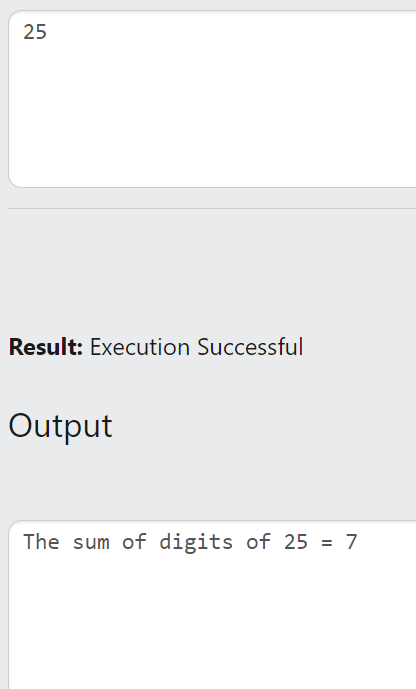 25
Result: Execution Successful
Output
The sum of digits of 25 = 7